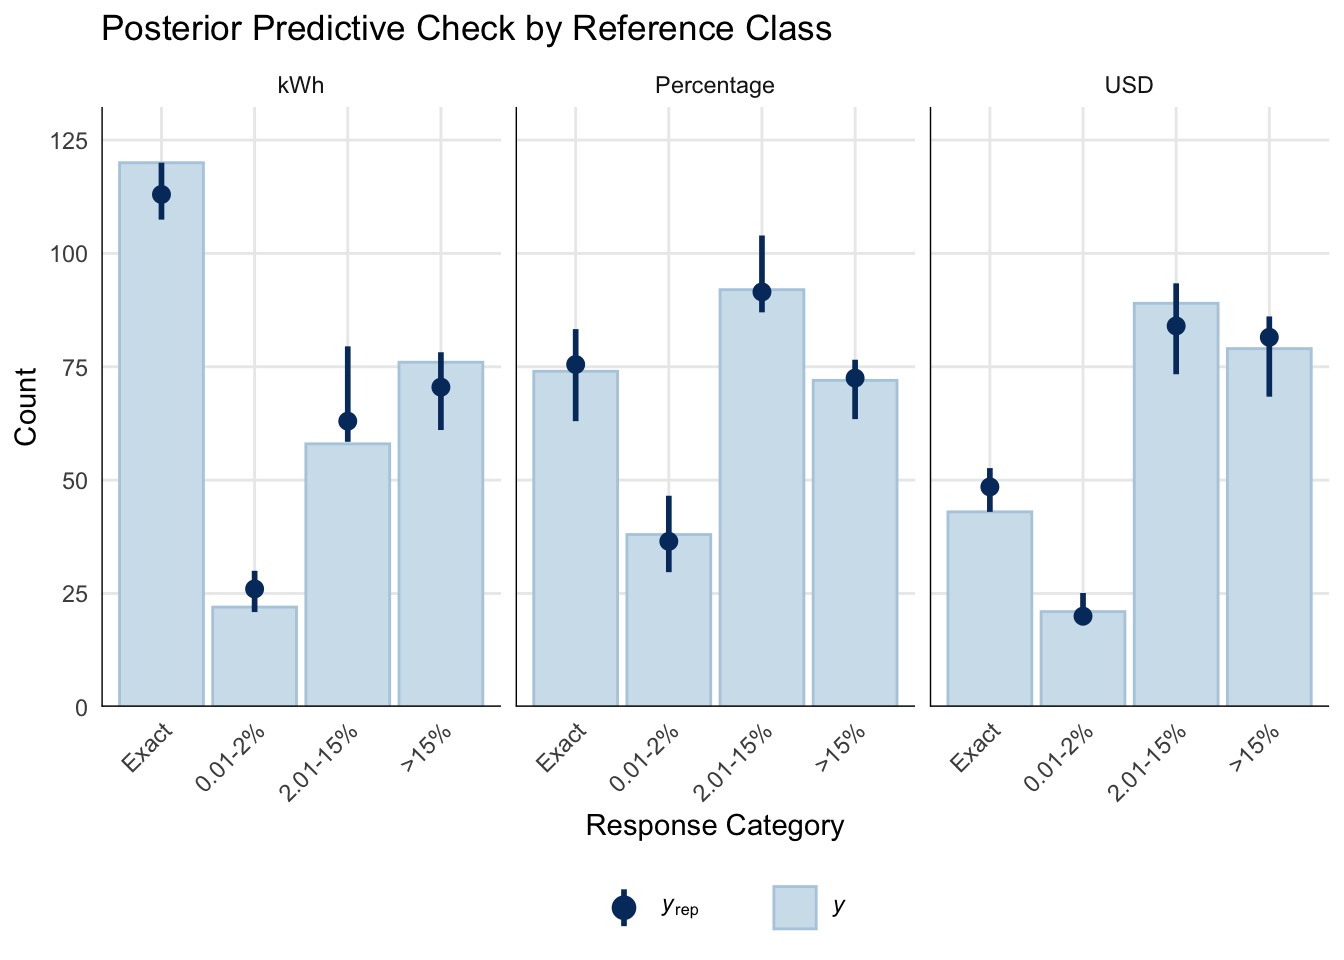 Posterior Predictive Check by Reference Class
kWh
Percentage
USD
Count
125
100
75
50
25
0
Exact
0.01-2%
2.01-15%
>15%
Exact
0.01-2%
2.01-15%
>15%
Exact
0.01-2%
2.01-15%
>15%
Response Category
yrep
y